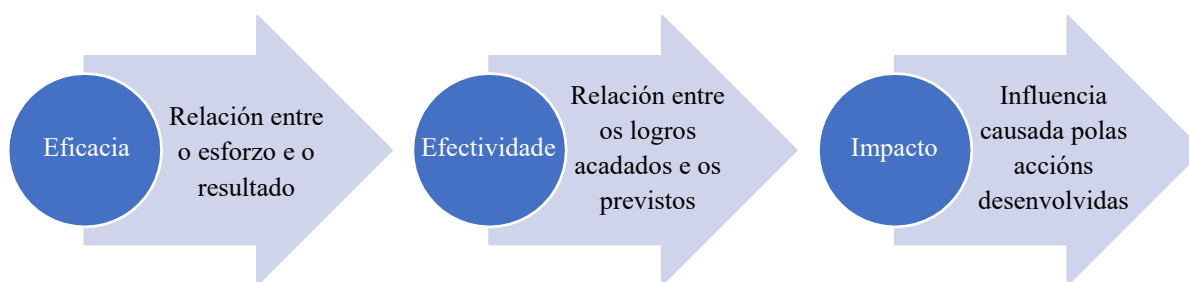 Eficacia
Relación entre
o esforzo e o
resultado
Efectividade
Relación entre
os logros
acadados e os
previstos
Impacto
Influencia
causada polas
accións
desenvolvidas